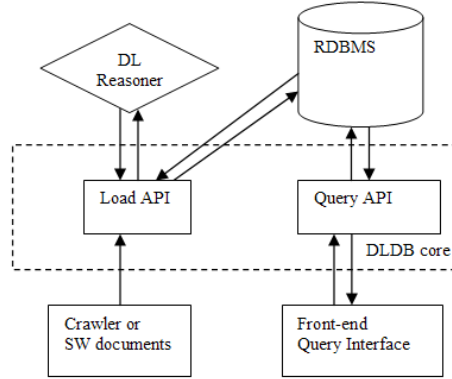 DL
Reasoner
RDBMS
Load API
Query API
DLDB core
Crawler or
SW documents
Front-end
Query Interface